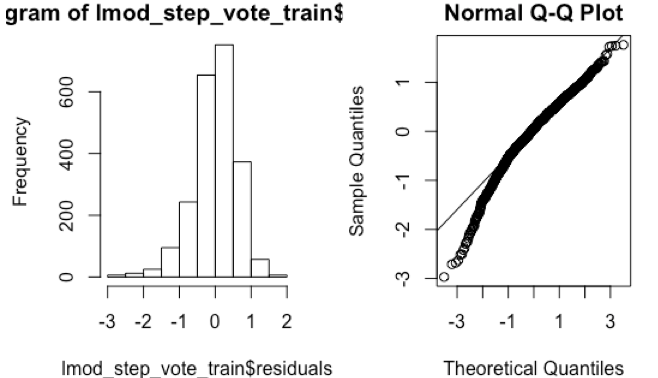 gram of lmod_step_vote_train$
Frequency
0 200 400 600
-3 -2 -1 0 1 2
lmod_step_vote_train$residuals
Normal Q-Q Plot
Sample Quantiles
-3 -2 -1 0 1
-3 -1 1 3
Theoretical Quantiles